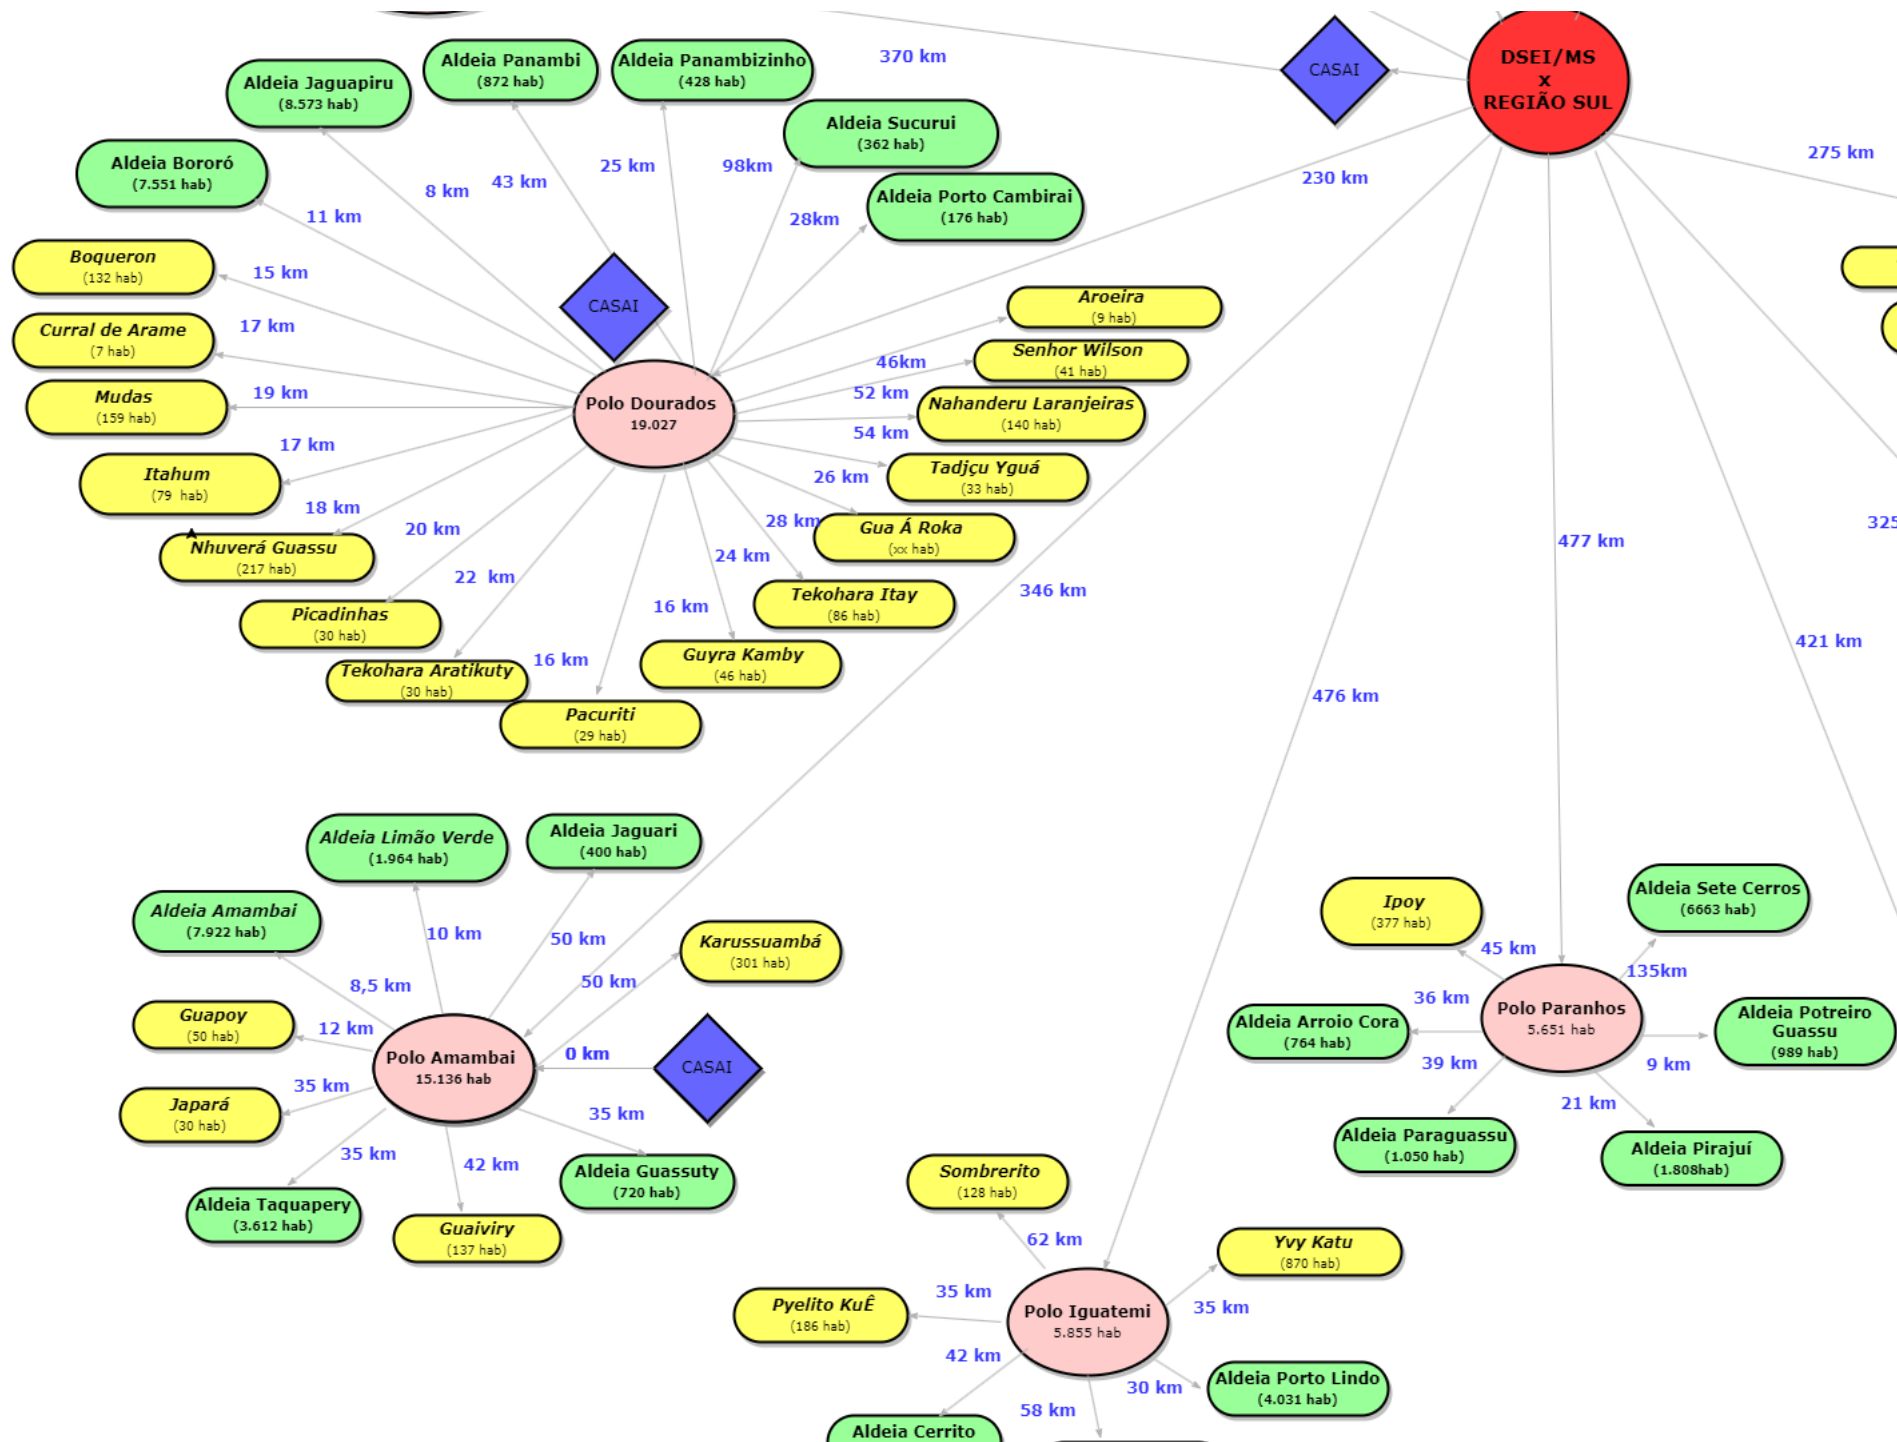 DSEI/MS
x
REGIÃO SUL
CASAI
370 km
230 km
275 km
346 km
476 km
477 km
421 km
325
Aldeia Panambi
(872 hab)
Aldeia Panambizinho
(428 hab)
Aldeia Jaguapiru
(8.573 hab)
Aldeia Sucurui
(362 hab)
Aldeia Bororó
(7.551 hab)
Aldeia Porto Cambirai
(176 hab)
11 km
8 km
43 km
25 km
98km
28km
Boqueron
(132 hab)
15 km
Curral de Arame
(7 hab)
17 km
Mudas
(159 hab)
19 km
Itahum
(79  hab)
17 km
Nhuverá Guassu
(217 hab)
18 km
Picadinhas
(30 hab)
20 km
Tekohara Aratikuty
(30 hab)
22  km
Pacuriti
(29 hab)
16 km
Guyra Kamby
(46 hab)
16 km
Tekohara Itay
(86 hab)
24 km
Gua Á Roka
(xx hab)
28 km
Tadjçu Yguá
(33 hab)
26 km
Nahanderu Laranjeiras
(140 hab)
54 km
Senhor Wilson
(41 hab)
52 km
Aroeira
(9 hab)
46km
CASAI
Polo Dourados
19.027
Aldeia Limão Verde
(1.964 hab)
Aldeia Jaguari
(400 hab)
Aldeia Amambai
(7.922 hab)
10 km
50 km
Karussuambá
(301 hab)
50 km
8,5 km
Guapoy
(50 hab)
12 km
Polo Amambai
15.136 hab
0 km
CASAI
Japará
(30 hab)
35 km
35 km
42 km
35 km
Aldeia Taquapery
(3.612 hab)
Guaiviry
(137 hab)
Aldeia Guassuty
(720 hab)
Ipoy
(377 hab)
Aldeia Sete Cerros
(6663 hab)
45 km
135km
36 km
Polo Paranhos
5.651 hab
Aldeia Arroio Cora
(764 hab)
Aldeia Potreiro
Guassu
(989 hab)
39 km
9 km
21 km
Aldeia Paraguassu
(1.050 hab)
Aldeia Pirajuí
(1.808hab)
Sombrerito
(128 hab)
62 km
Yvy Katu
(870 hab)
35 km
Pyelito KuÊ
(186 hab)
35 km
Polo Iguatemi
5.855 hab
42 km
58 km
30 km
Aldeia Porto Lindo
(4.031 hab)
Aldeia Cerrito